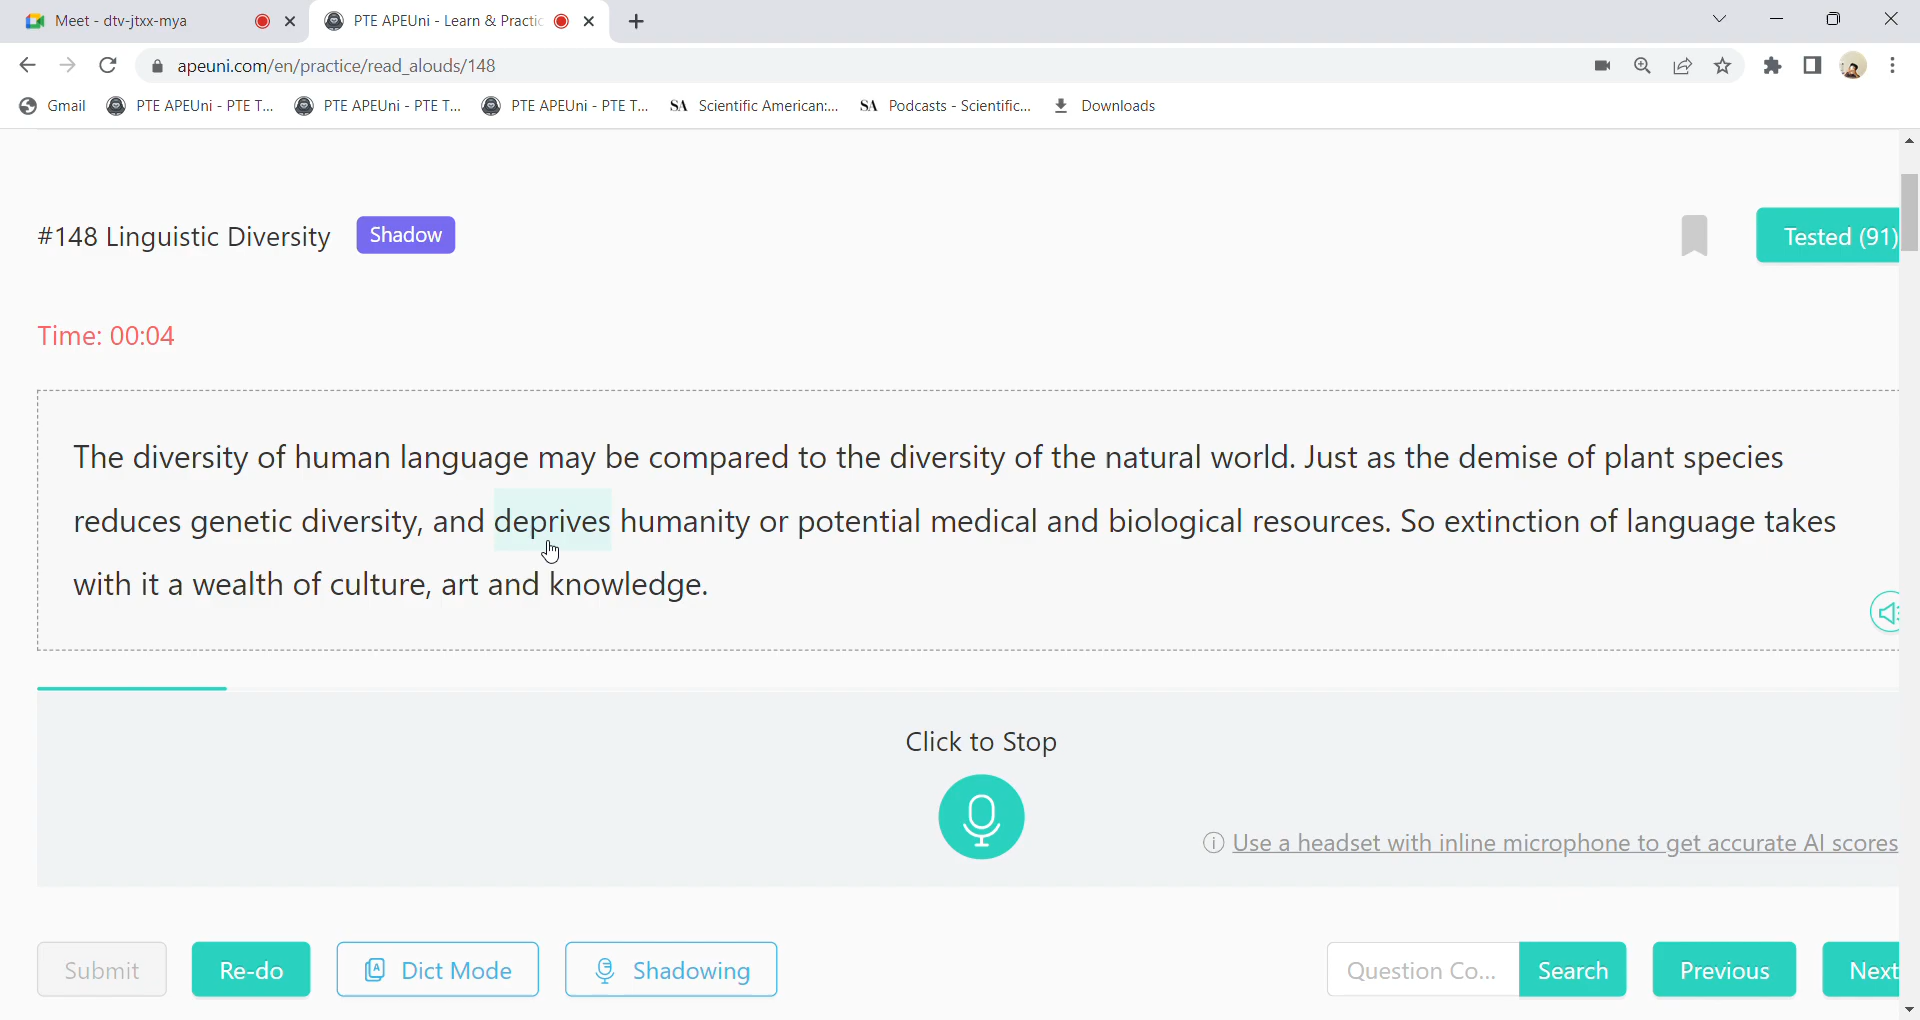 Meet - dtv-jtxx-mya
PTE APEUni - Learn & Practic
apeuni.com/en/practice/read_alouds/148
Gmail
PTE APEUni - PTE T...
PTE APEUni - PTE T...
PTE APEUni - PTE T...
SA Scientific American:...
SA Podcasts - Scientific...
Downloads
#148 Linguistic Diversity
Shadow
Tested (91)
Time: 00:04
The diversity of human language may be compared to the diversity of the natural world. Just as the demise of plant species
reduces genetic diversity, and deprives humanity or potential medical and biological resources. So extinction of language takes
with it a wealth of culture, art and knowledge.
Click to Stop
Use a headset with inline microphone to get accurate AI scores
Submit
Re-do
Dict Mode
Shadowing
Question Co...
Search
Previous
Next